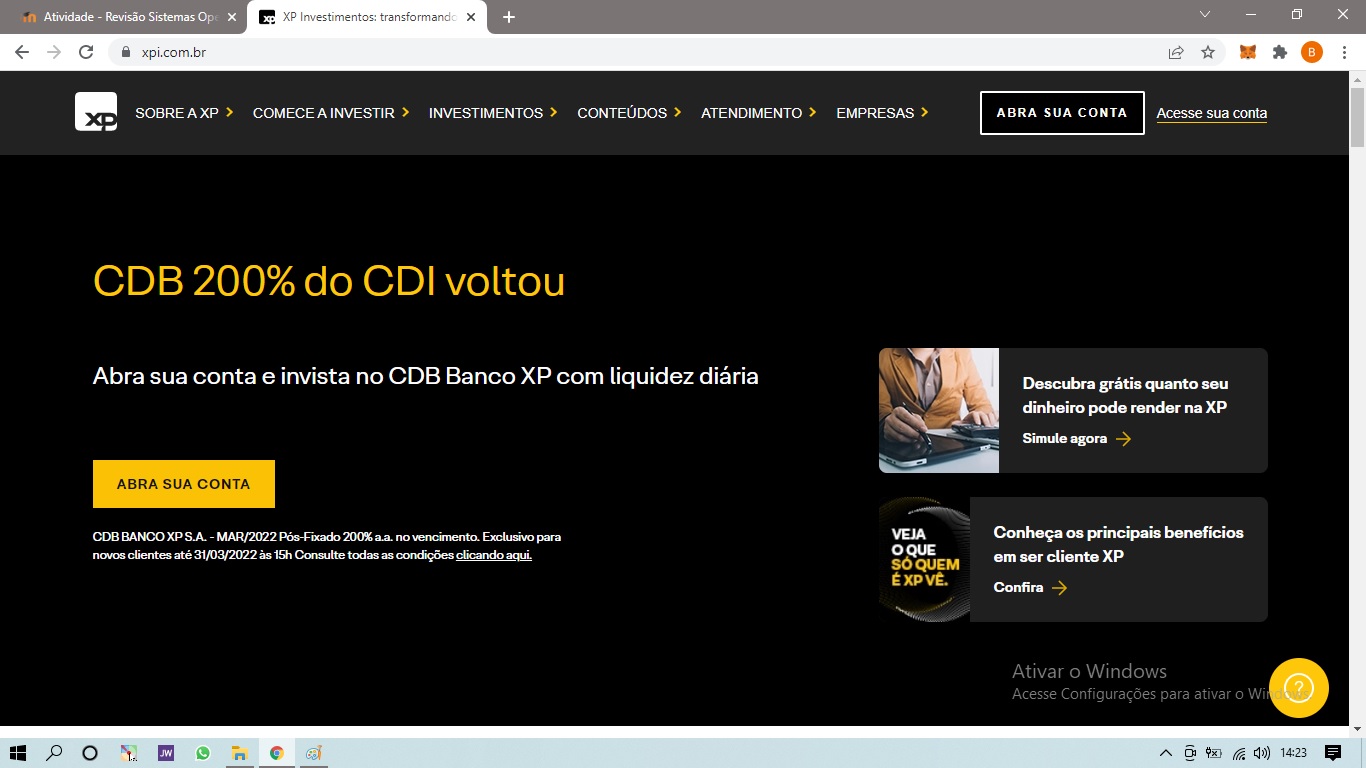 Atividade - Revisão Sistemas Ope
XP Investimentos: transformando
xpi.com.br
B
XP
SOBRE A XP
COMECE A INVESTIR
INVESTIMENTOS
CONTEÚDOS
ATENDIMENTO
EMPRESAS
ABRA SUA CONTA
Acesse sua conta
CDB 200% do CDI voltou
Abra sua conta e invista no CDB Banco XP com liquidez diária
ABRA SUA CONTA
CDB BANCO XP S.A. - MAR/2022 Pós-Fixado 200% a.a. no vencimento. Exclusivo para
novos clientes até 31/03/2022 às 15h Consulte todas as condições clicando aqui.
Descubra grátis quanto seu
dinheiro pode render na XP
Simule agora
VEJA
O QUE
SÓ QUEM
É XP VÊ.
Conheça os principais benefícios
em ser cliente XP
Confira
Ativar o Windows
Acesse Configurações para ativar o Windows.
JW
14:23